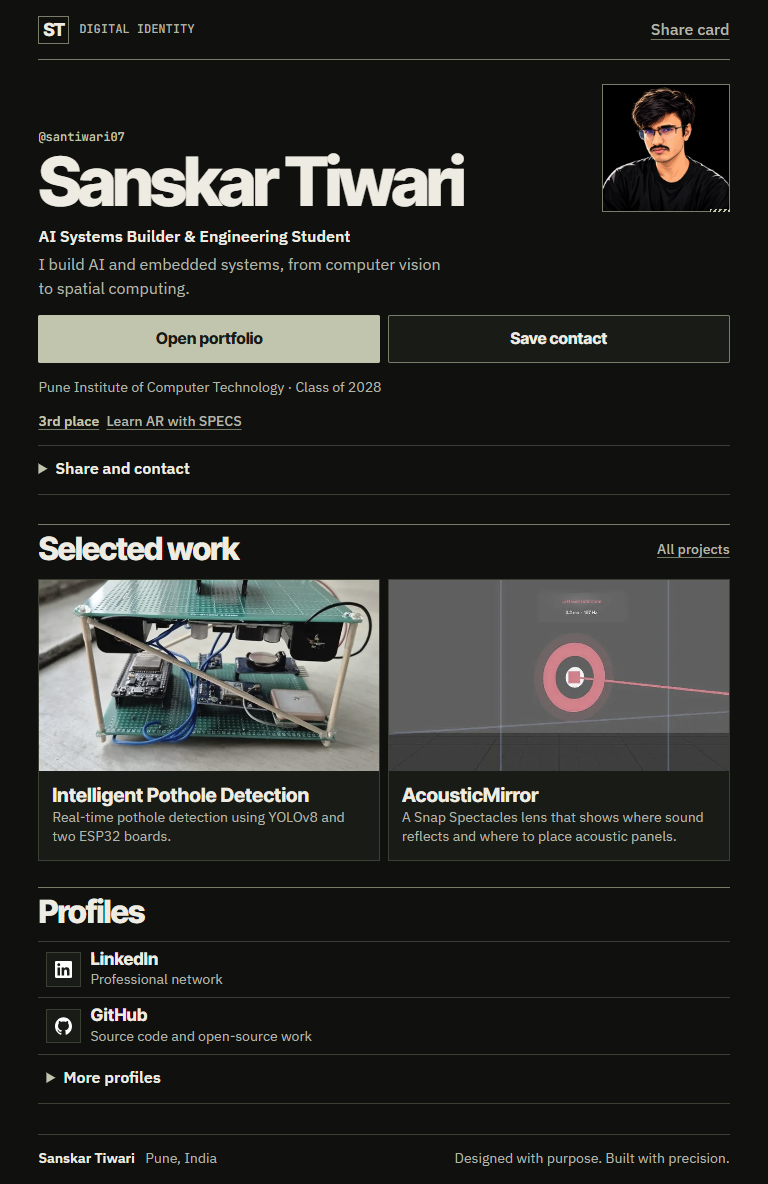 ST DIGITAL IDENTITY
Share card
@santiwari07
Sanskar Tiwari
AI Systems Builder & Engineering Student
I build AI and embedded systems, from computer vision
to spatial computing.
Open portfolio
Save contact
Pune Institute of Computer Technology · Class of 2028
3rd place Learn AR with SPECS
Share and contact
Selected work
All projects
Intelligent Pothole Detection
Real-time pothole detection using YOLOv8 and
two ESP32 boards.
AcousticMirror
A Snap Spectacles lens that shows where sound
reflects and where to place acoustic panels.
Profiles
LinkedIn
Professional network
GitHub
Source code and open-source work
More profiles
Sanskar Tiwari Pune, India
Designed with purpose. Built with precision.